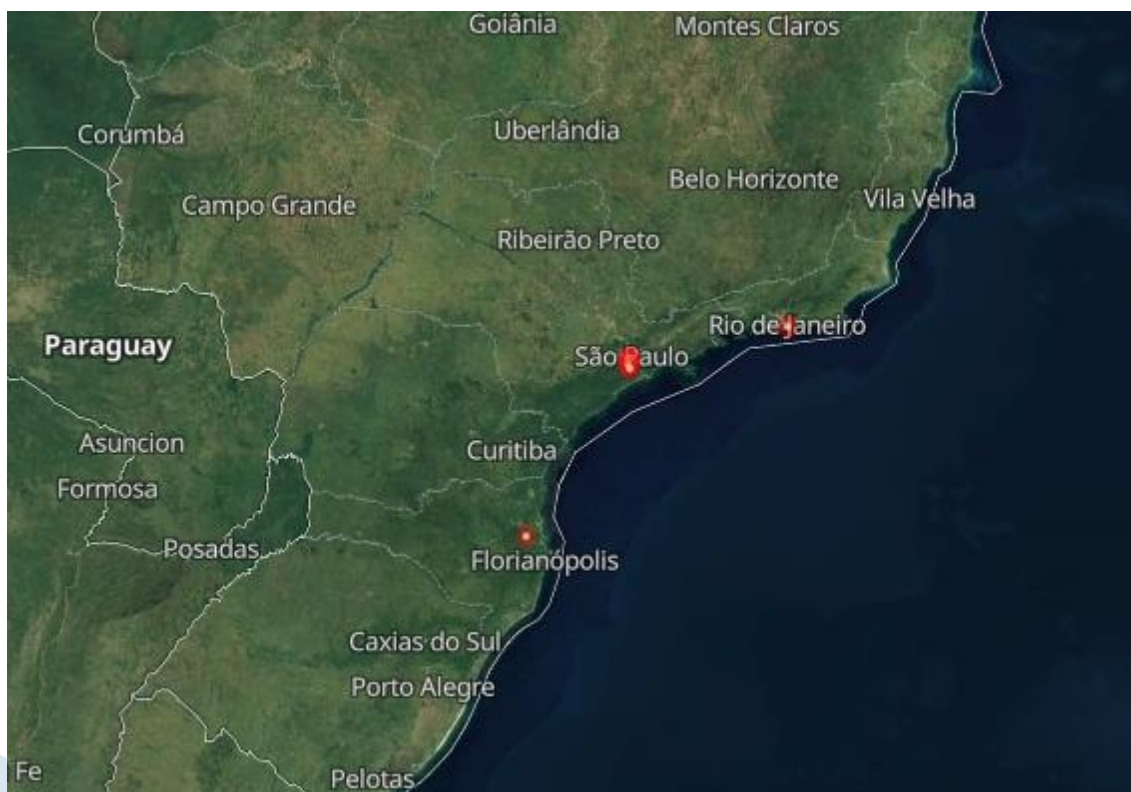 Goiânia
Montes Claros
Corumbá
Uberlândia
Belo Horizonte
Campo Grande
Vila Velha
Ribeirão Preto
Rio de Janeiro
Paraguay
São Paulo
Asuncion
Curitiba
Formosa
Posadas
Florianópolis
Caxias do Sul
Porto Alegre
Fe
Pelotas